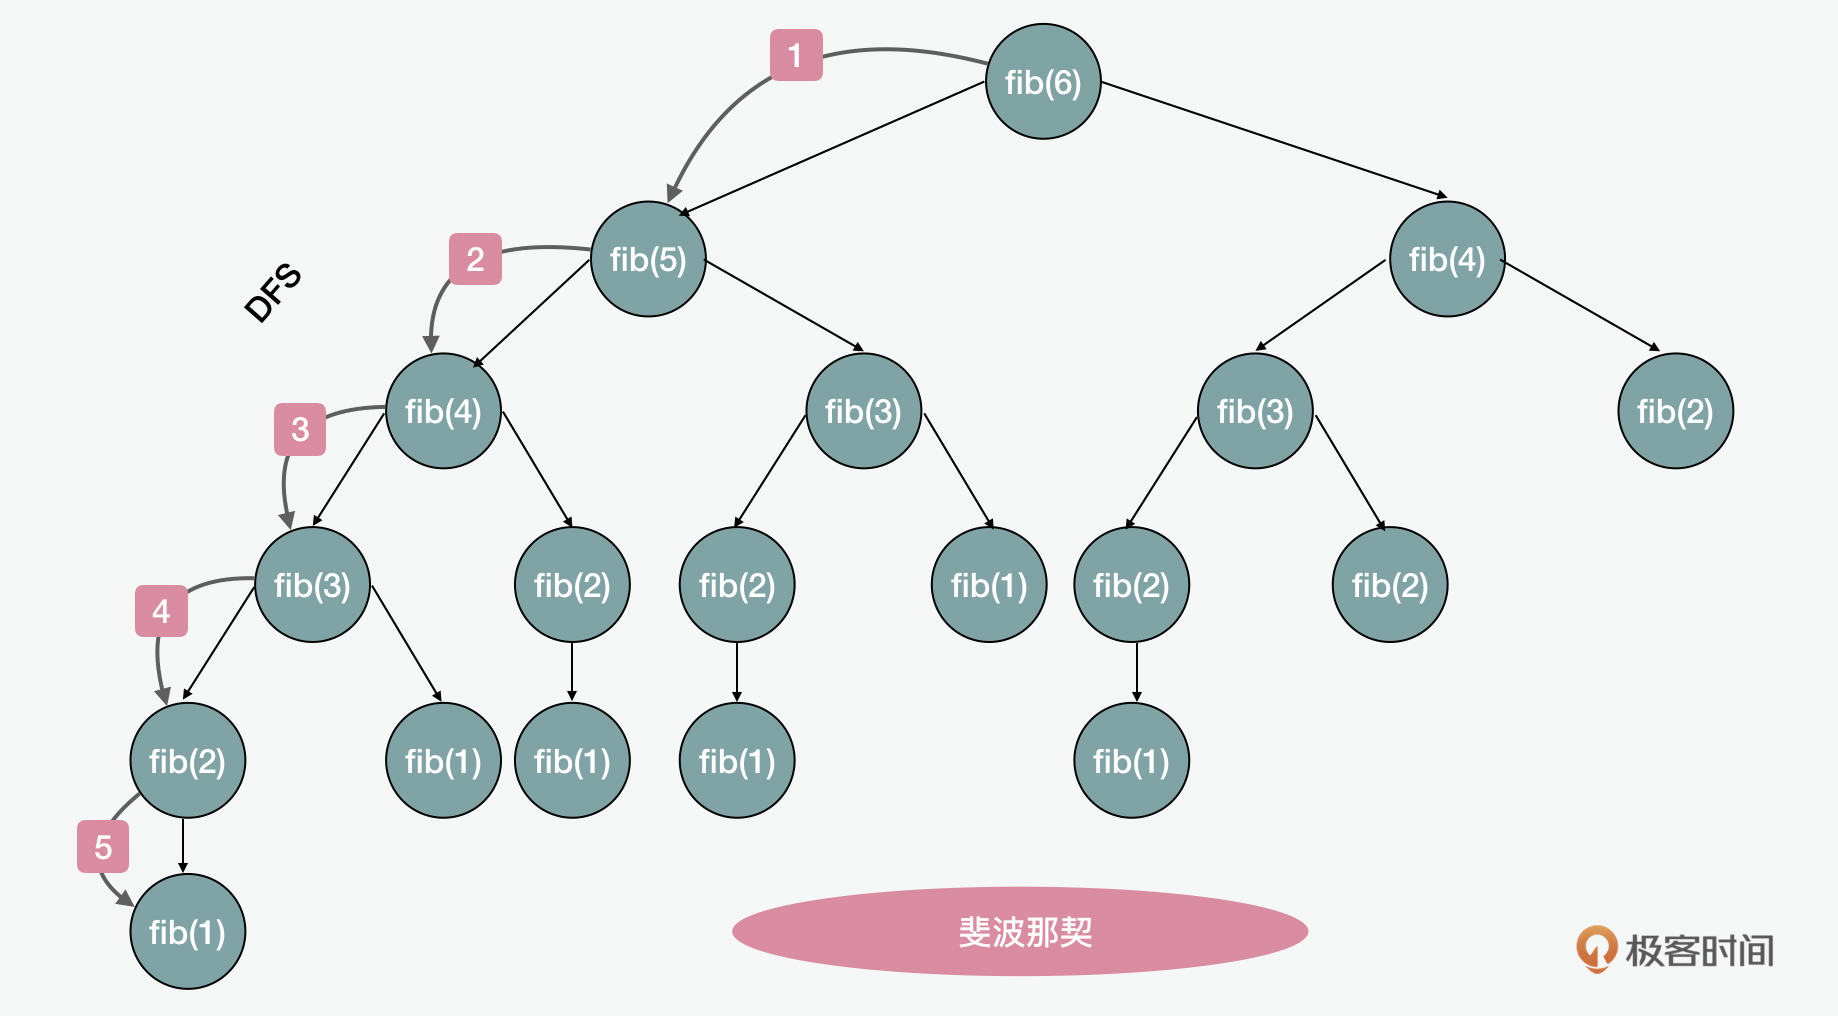 1
fib(6)
2
fib(5)
fib(4)
DFS
3
fib(4)
fib(3)
fib(3)
fib(2)
4
fib(3)
fib(2)
fib(2)
fib(1)
fib(2)
fib(2)
fib(2)
fib(1)
fib(1)
fib(1)
fib(1)
5
fib(1)
斐波那契
极客时间